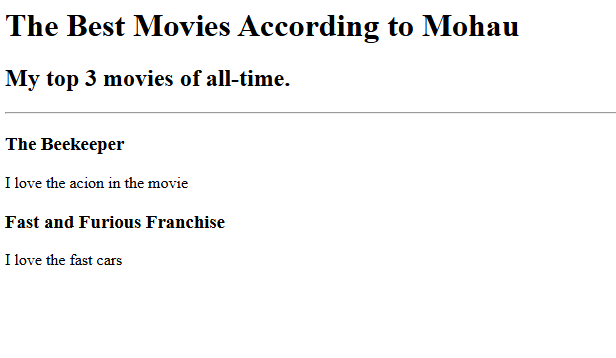 The Best Movies According to Mohau
My top 3 movies of all-time.
The Beekeeper
I love the acion in the movie
Fast and Furious Franchise
I love the fast cars